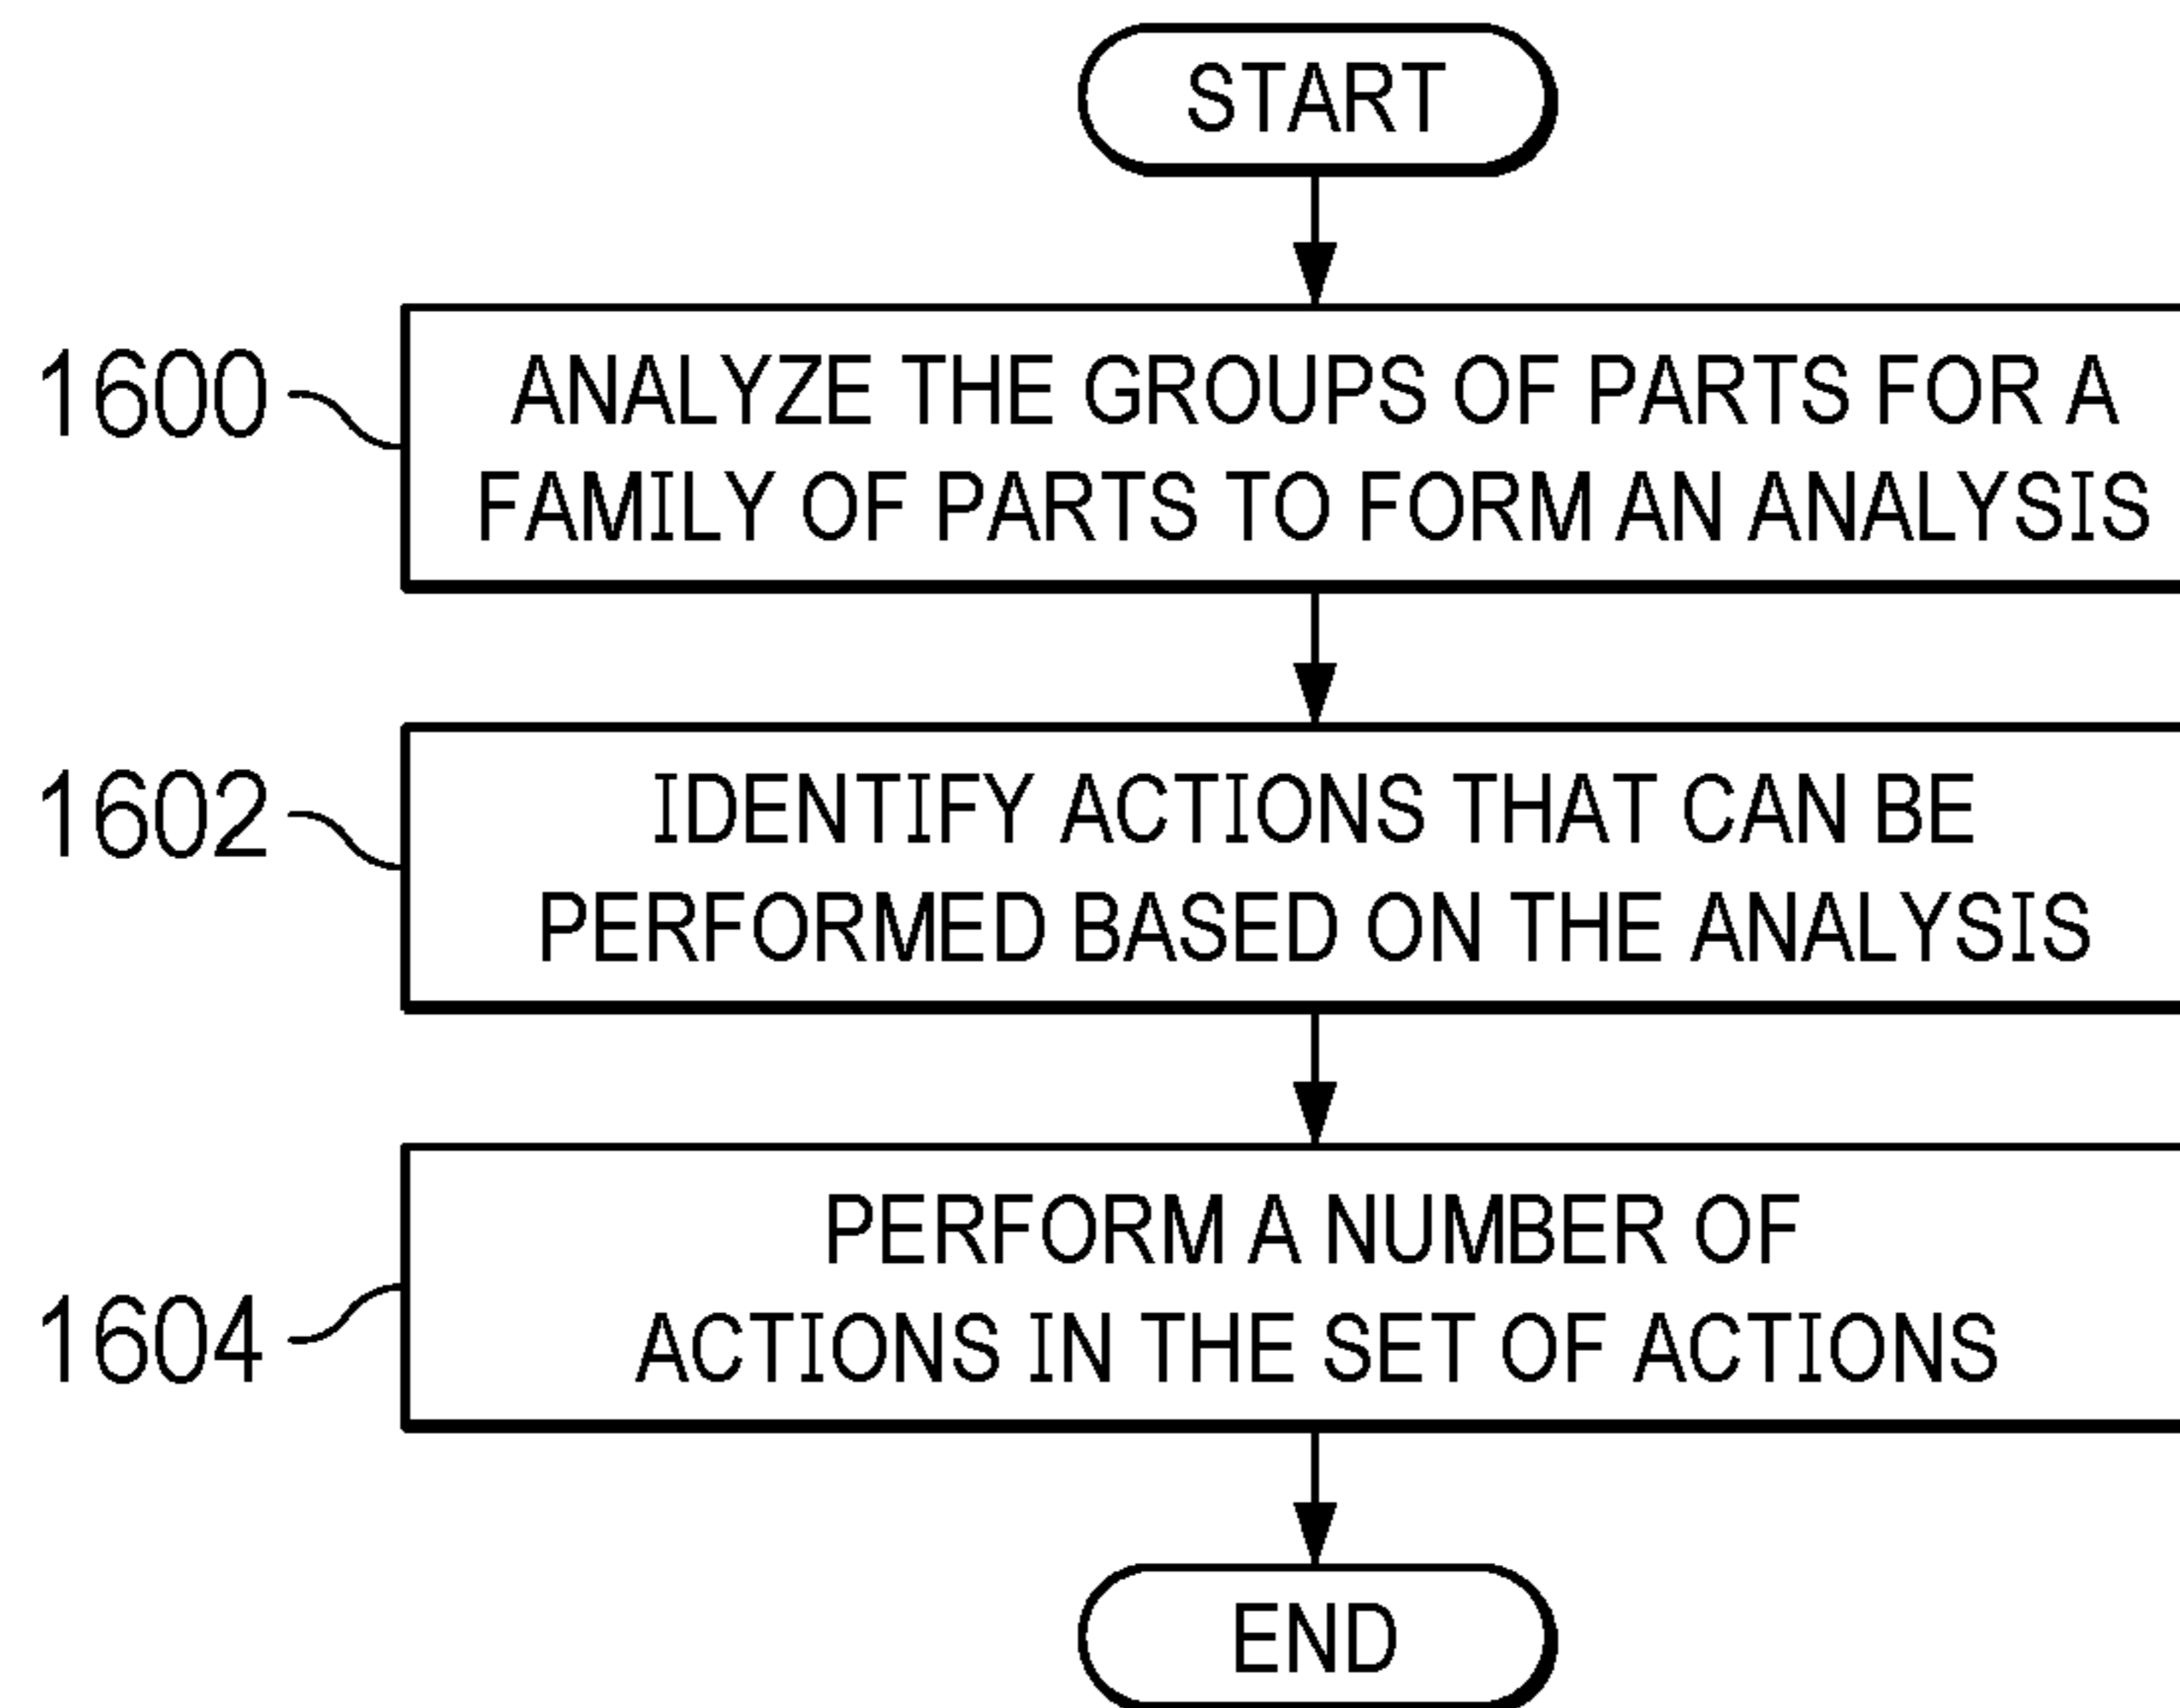 START
1600
ANALYZE THE GROUPS OF PARTS FOR A
FAMILY OF PARTS TO FORM AN ANALYSIS
1602
IDENTIFY ACTIONS THAT CAN BE
PERFORMED BASED ON THE ANALYSIS
1604
PERFORM A NUMBER OF
ACTIONS IN THE SET OF ACTIONS
END